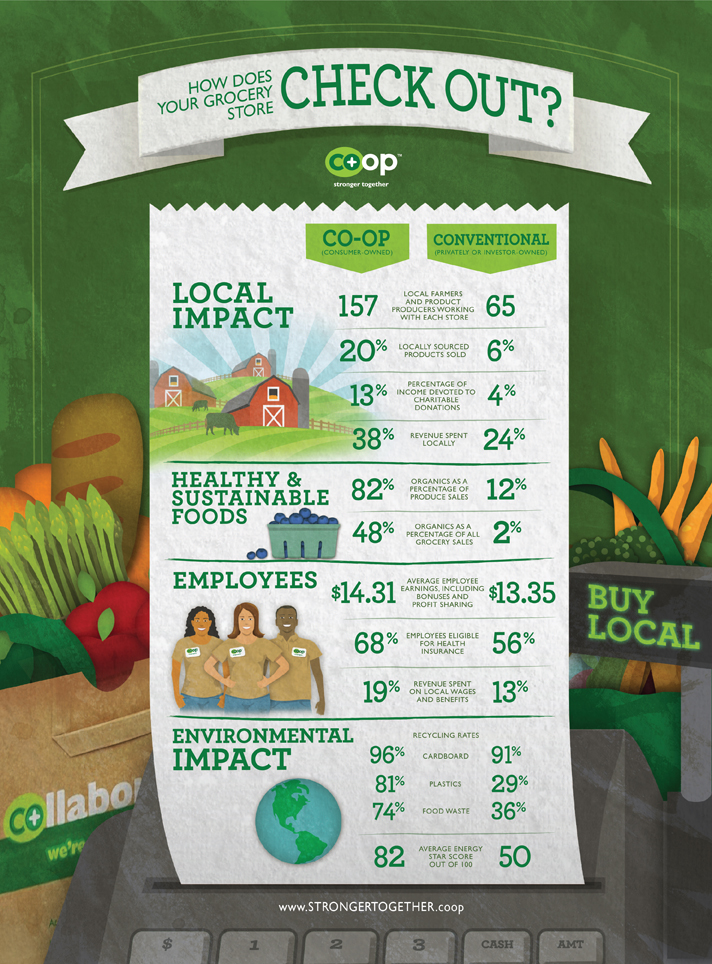 HOW DOES
YOUR GROCERY
STORE
CHECK OUT?
co+op™
stronger together
CO-OP
(CONSUMER-OWNED)
CONVENTIONAL
(PRIVATELY OR INVESTOR-OWNED)
LOCAL
IMPACT
157
LOCAL FARMERS
AND PRODUCT
PRODUCERS WORKING
WITH EACH STORE
65
20%
LOCALLY SOURCED
PRODUCTS SOLD
6%
13%
PERCENTAGE OF
INCOME DEVOTED TO
CHARITABLE
DONATIONS
4%
38%
REVENUE SPENT
LOCALLY
24%
HEALTHY &
SUSTAINABLE
FOODS
82%
ORGANICS AS A
PERCENTAGE OF
PRODUCE SALES
12%
48%
ORGANICS AS A
PERCENTAGE OF ALL
GROCERY SALES
2%
EMPLOYEES
$14.31
AVERAGE EMPLOYEE
EARNINGS, INCLUDING
BONUSES AND
PROFIT SHARING
$13.35
68%
EMPLOYEES ELIGIBLE
FOR HEALTH
INSURANCE
56%
19%
REVENUE SPENT
ON LOCAL WAGES
AND BENEFITS
13%
ENVIRONMENTAL
IMPACT
RECYCLING RATES
96%
CARDBOARD
91%
81%
PLASTICS
29%
74%
FOOD WASTE
36%
82
AVERAGE ENERGY
STAR SCORE
OUT OF 100
50
BUY
LOCAL
co+llabo
we're
www.STRONGERTOGETHER.coop
$ 1 2 3 CASH AMT